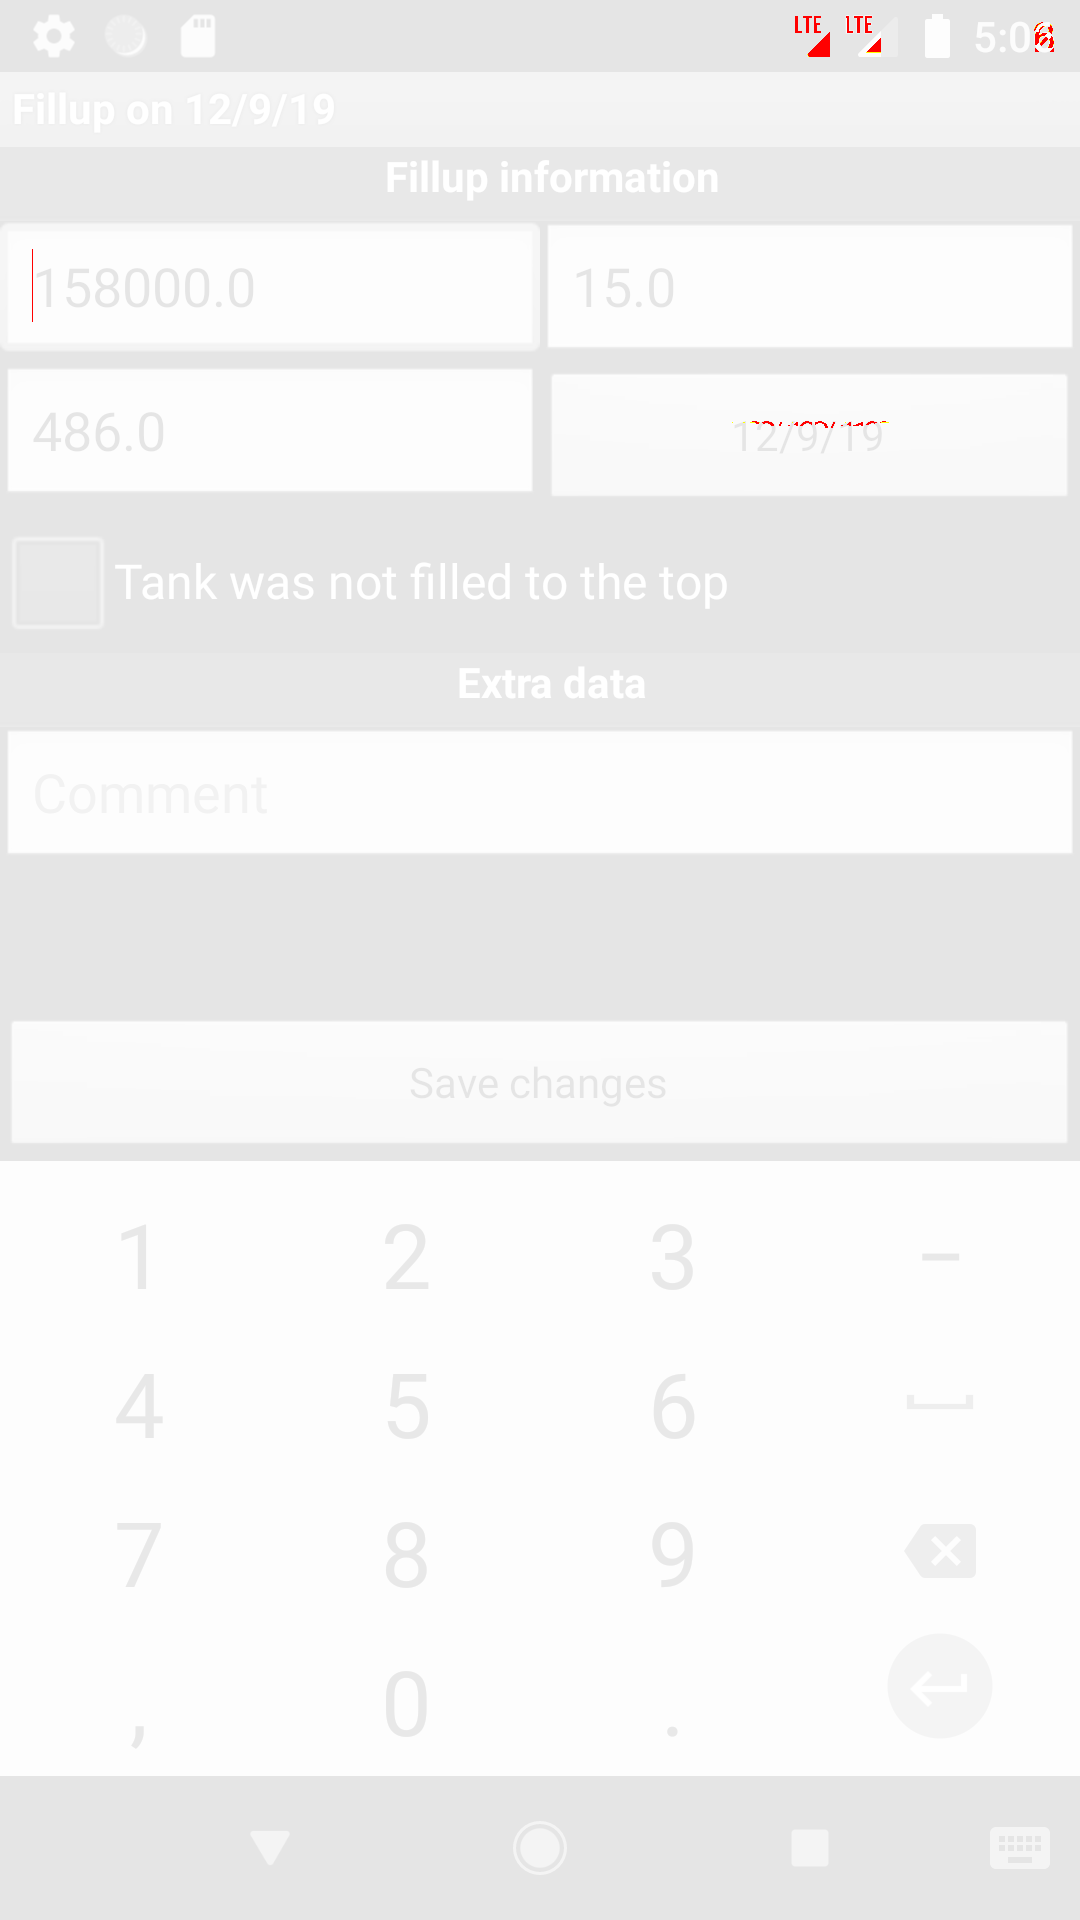 LTE LTE 5:0
Fillup on 12/9/19
Fillup information
158000.0 15.0
486.0 12/9/19
Tank was not filled to the top
Extra data
Comment
Save changes
1 2 3 –
4 5 6
7 8 9
, 0 .